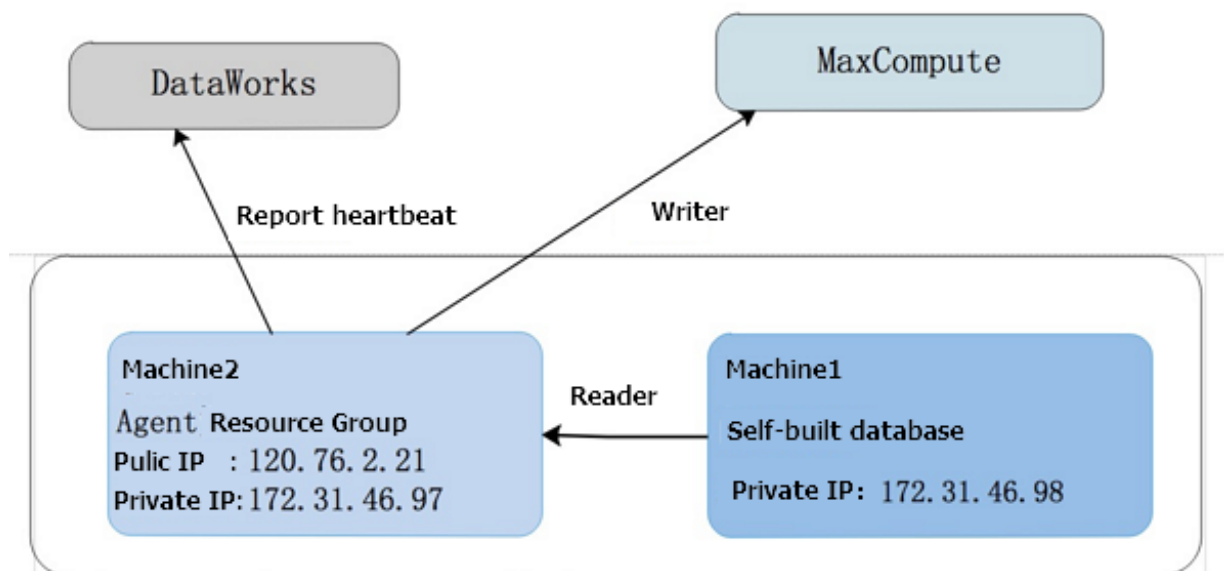 DataWorks
MaxCompute
Report heartbeat
Writer
Machine2
Agent Resource Group
Pulic IP : 120.76.2.21
Private IP: 172.31.46.97
Reader
Machine1
Self-built database
Private IP: 172.31.46.98